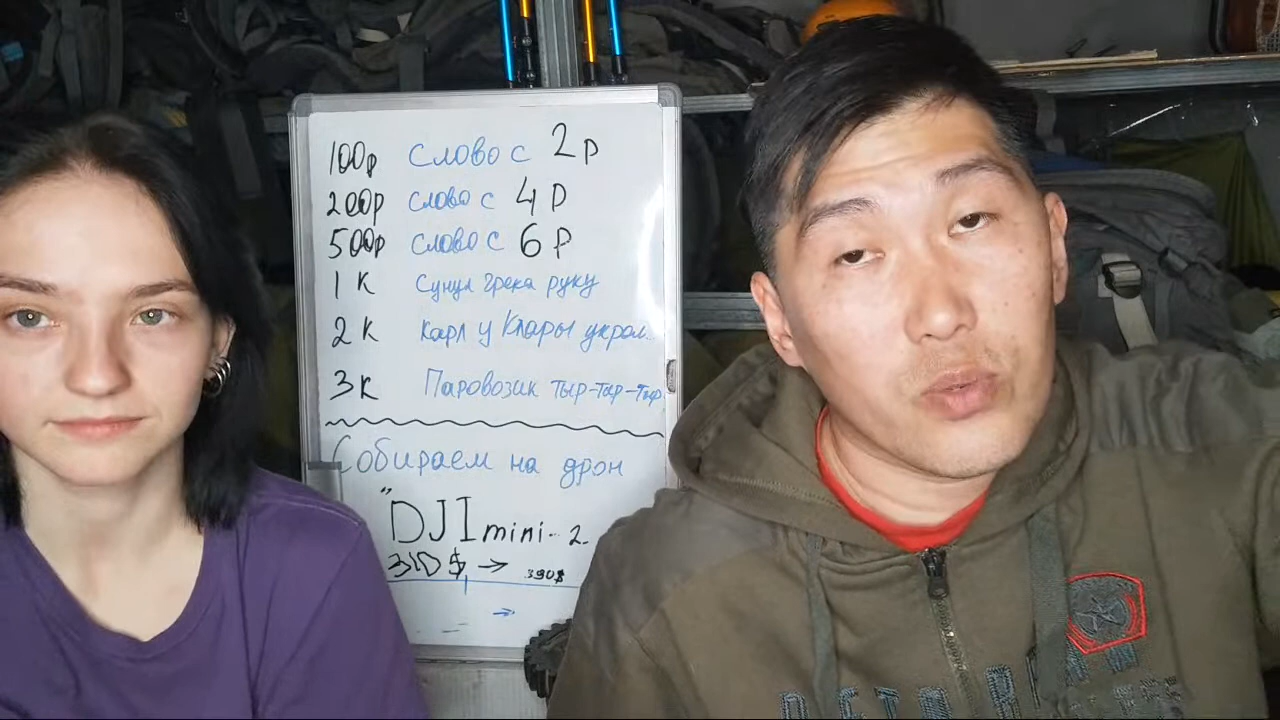 100р слово с 2 р
200р слово с 4 р
500р слово с 6 р
1 К Сунул грека руку
2 К Карл у Клары украл..
3 К Паровозик тыр-тыр-тыр
Собираем на дрон
"DJI mini 2
310$ → 390$